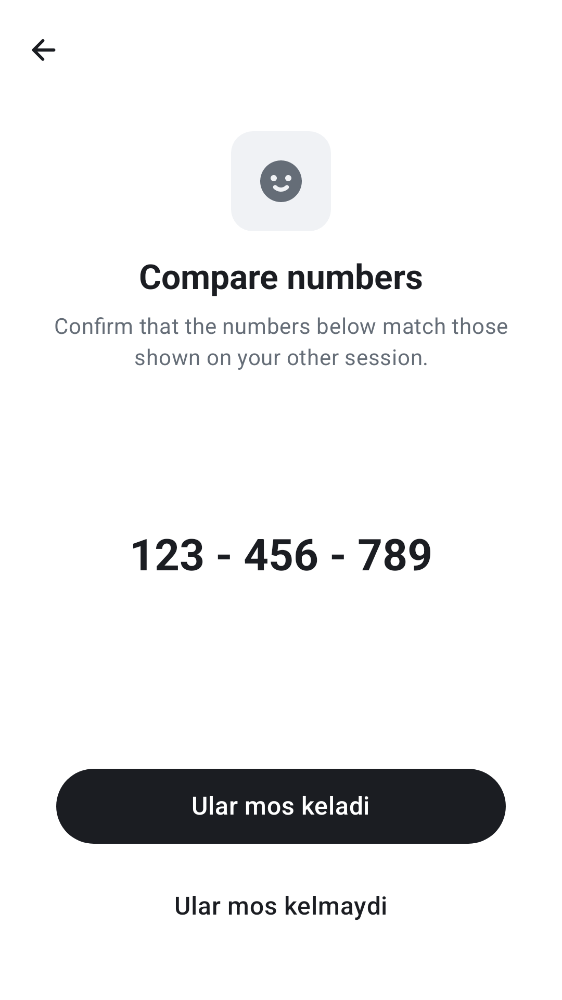 Compare numbers
Confirm that the numbers below match those
shown on your other session.
123 - 456 - 789
Ular mos keladi
Ular mos kelmaydi